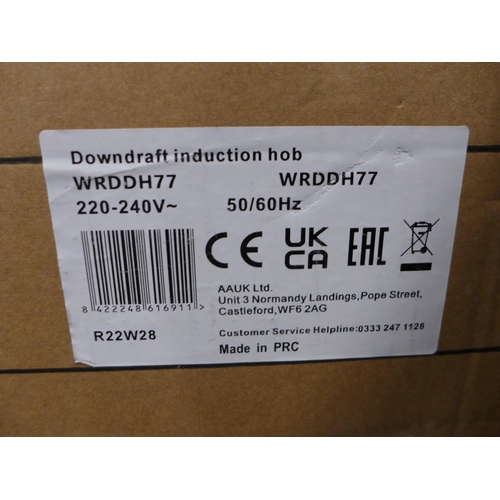 Downdraft induction hob
WRDDH77 WRDDH77
220-240V~ 50/60Hz
CE UK CA EAC
8 422248 616911 >
AAUK Ltd.
Unit 3 Normandy Landings,Pope Street,
Castleford,WF6 2AG
R22W28
Customer Service Helpline:0333 247 1128
Made in PRC